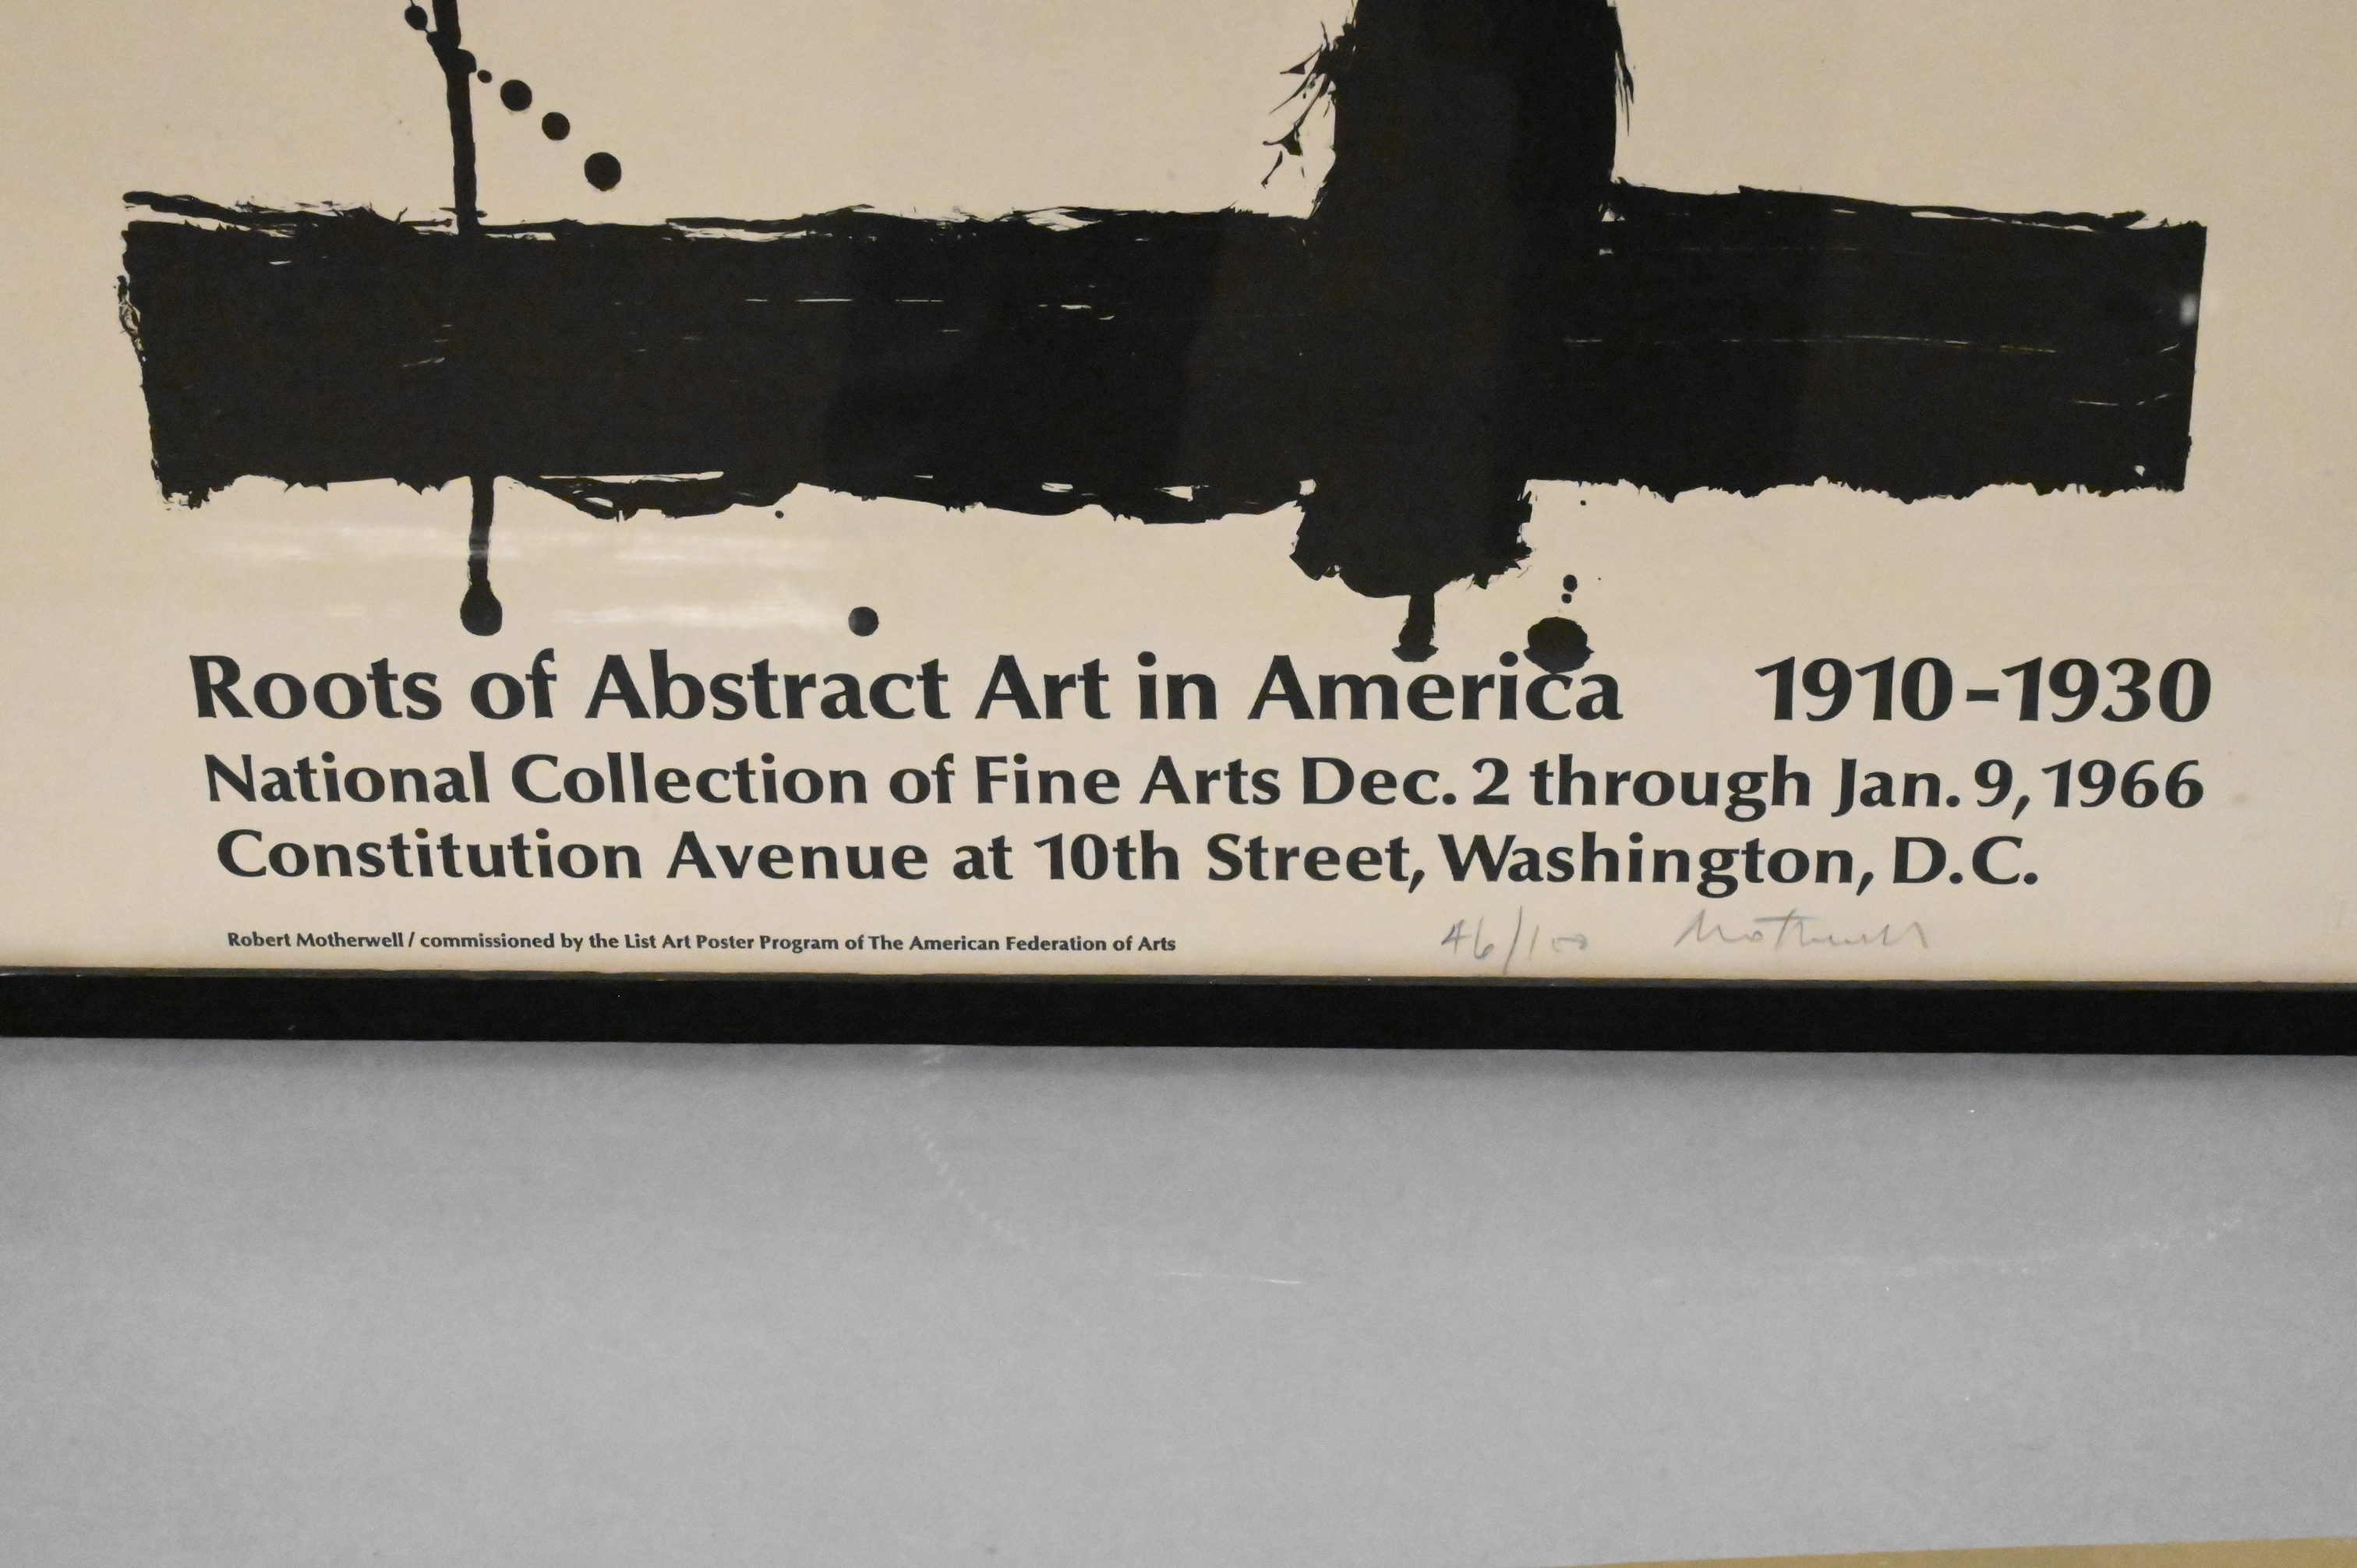 Roots of Abstract Art in America 1910-1930
National Collection of Fine Arts Dec. 2 through Jan. 9, 1966
Constitution Avenue at 10th Street, Washington, D.C.
Robert Motherwell / commissioned by the List Art Poster Program of The American Federation of Arts
46/100 Motherwell